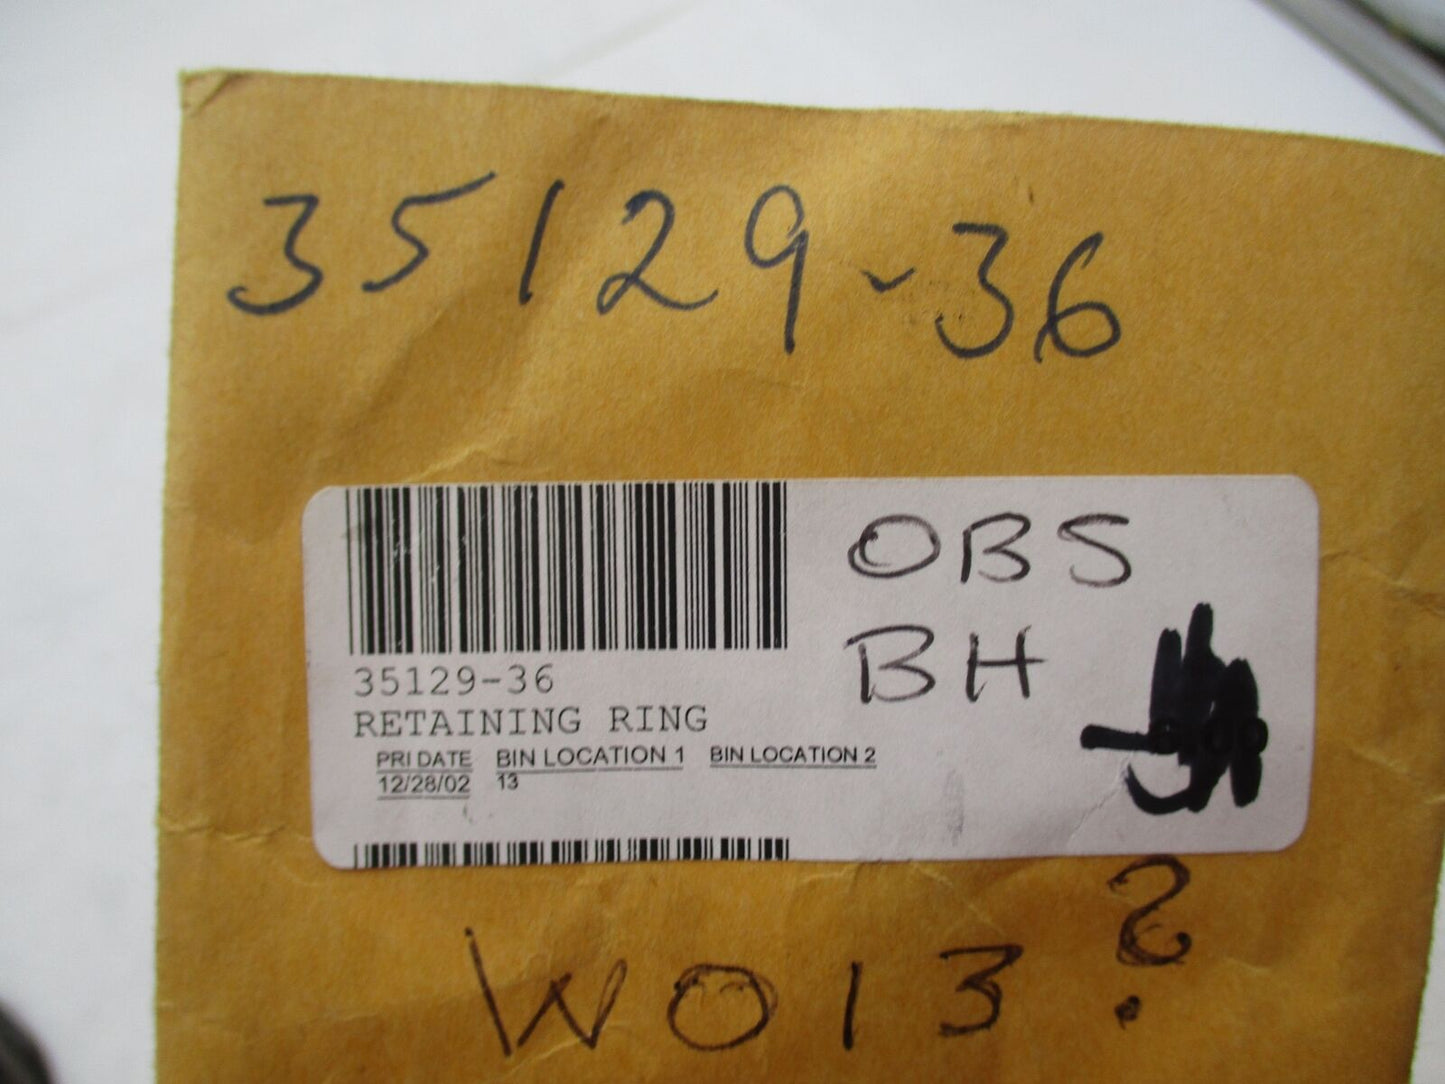 35129-36
OBS
BH
35129-36
RETAINING RING
PRI DATE BIN LOCATION 1 BIN LOCATION 2
12/28/02 13
W013?